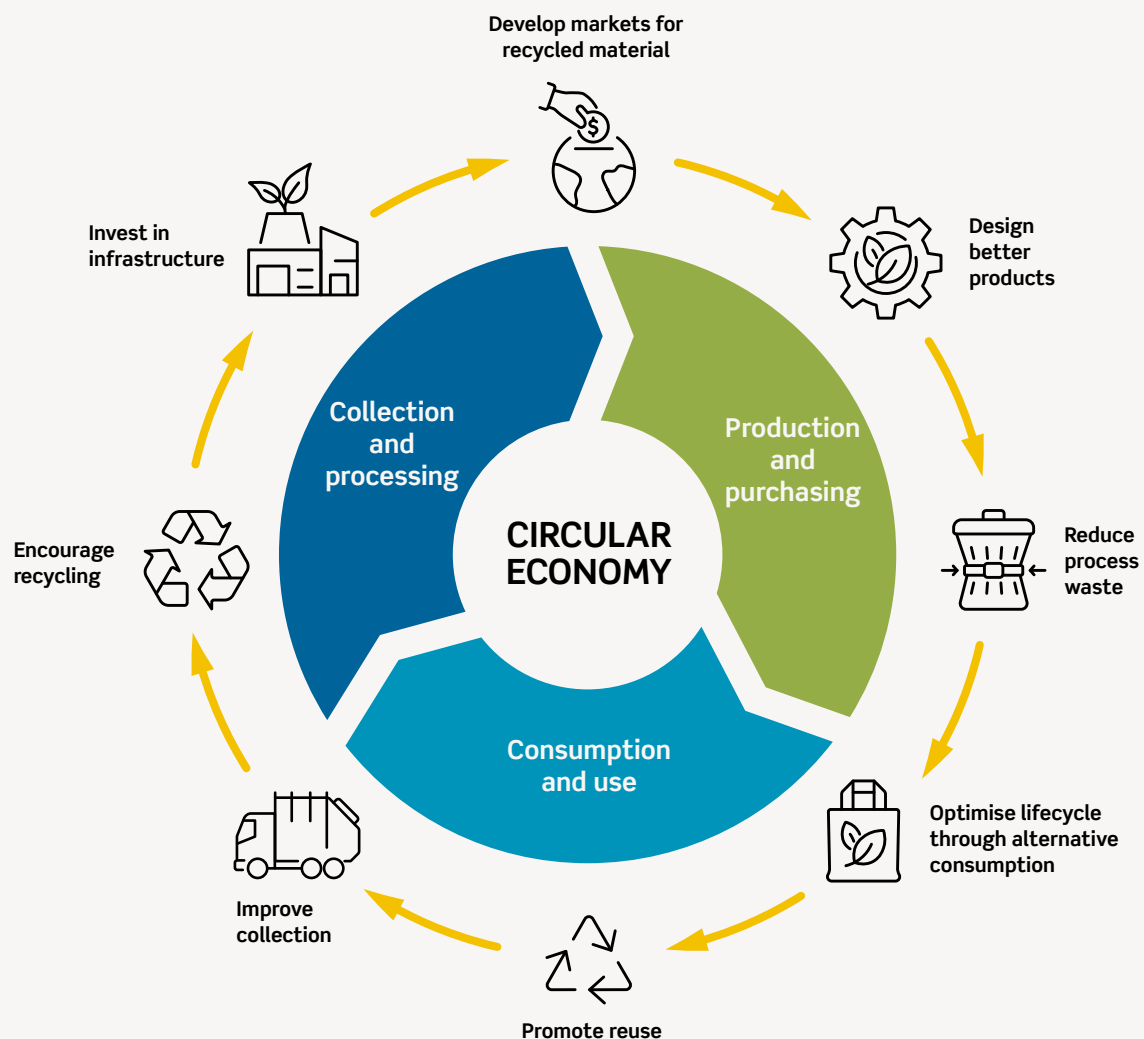 Develop markets for
recycled material
$
Design
better
products
Invest in
infrastructure
Collection
and
processing
Production
and
purchasing
CIRCULAR
ECONOMY
Encourage
recycling
Reduce
process
waste
Consumption
and use
Optimise lifecycle
through alternative
consumption
Improve
collection
Promote reuse